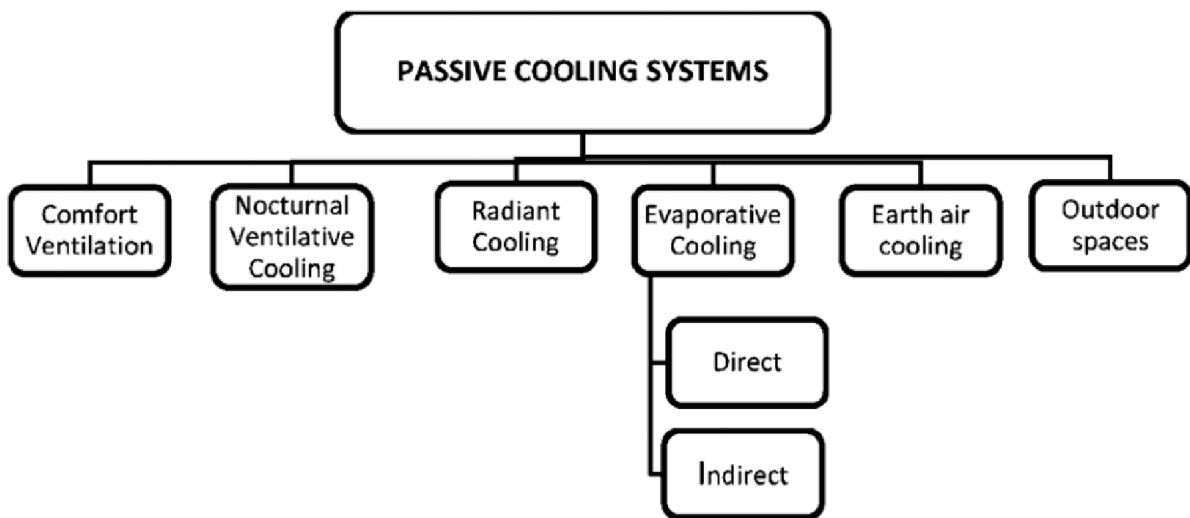 PASSIVE COOLING SYSTEMS
Comfort
Ventilation
Nocturnal
Ventilative
Cooling
Radiant
Cooling
Evaporative
Cooling
Earth air
cooling
Outdoor
spaces
Direct
Indirect